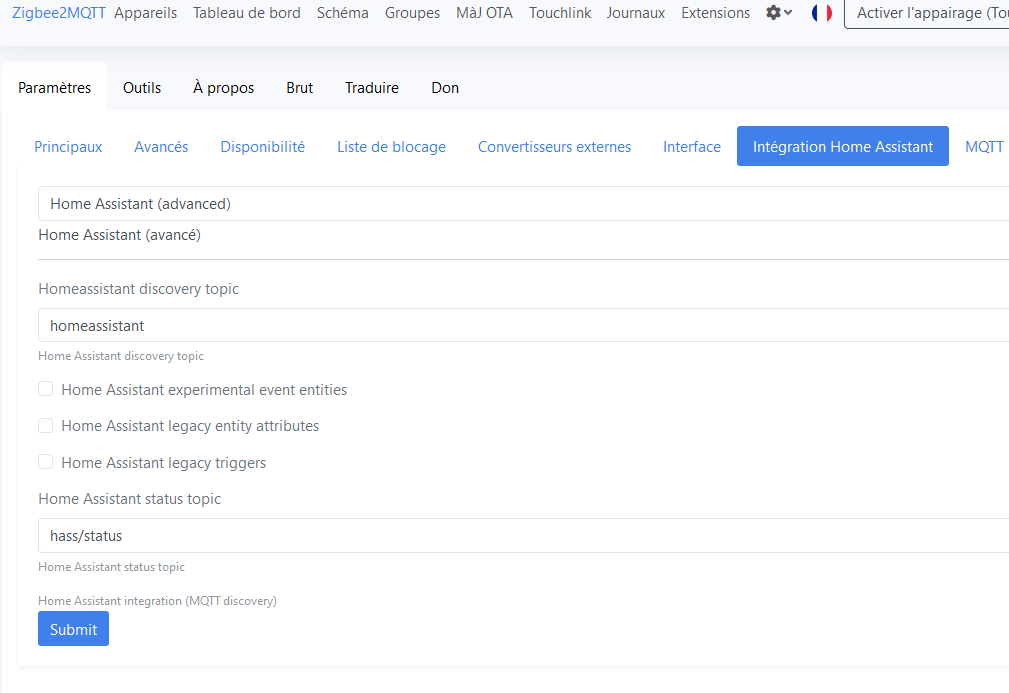 Zigbee2MQTT Appareils Tableau de bord Schéma Groupes MàJ OTA Touchlink Journaux Extensions Activer l'appairage (Tou
Paramètres Outils À propos Brut Traduire Don
Principaux Avancés Disponibilité Liste de blocage Convertisseurs externes Interface Intégration Home Assistant MQTT
Home Assistant (advanced)
Home Assistant (avancé)
Homeassistant discovery topic
homeassistant
Home Assistant discovery topic
Home Assistant experimental event entities
Home Assistant legacy entity attributes
Home Assistant legacy triggers
Home Assistant status topic
hass/status
Home Assistant status topic
Home Assistant integration (MQTT discovery)
Submit